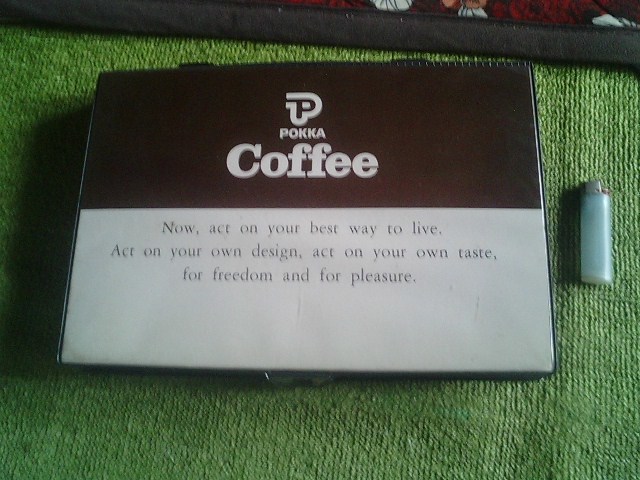 P
POKKA
Coffee
Now, act on your best way to live.
Act on your own design, act on your own taste,
for freedom and for pleasure.